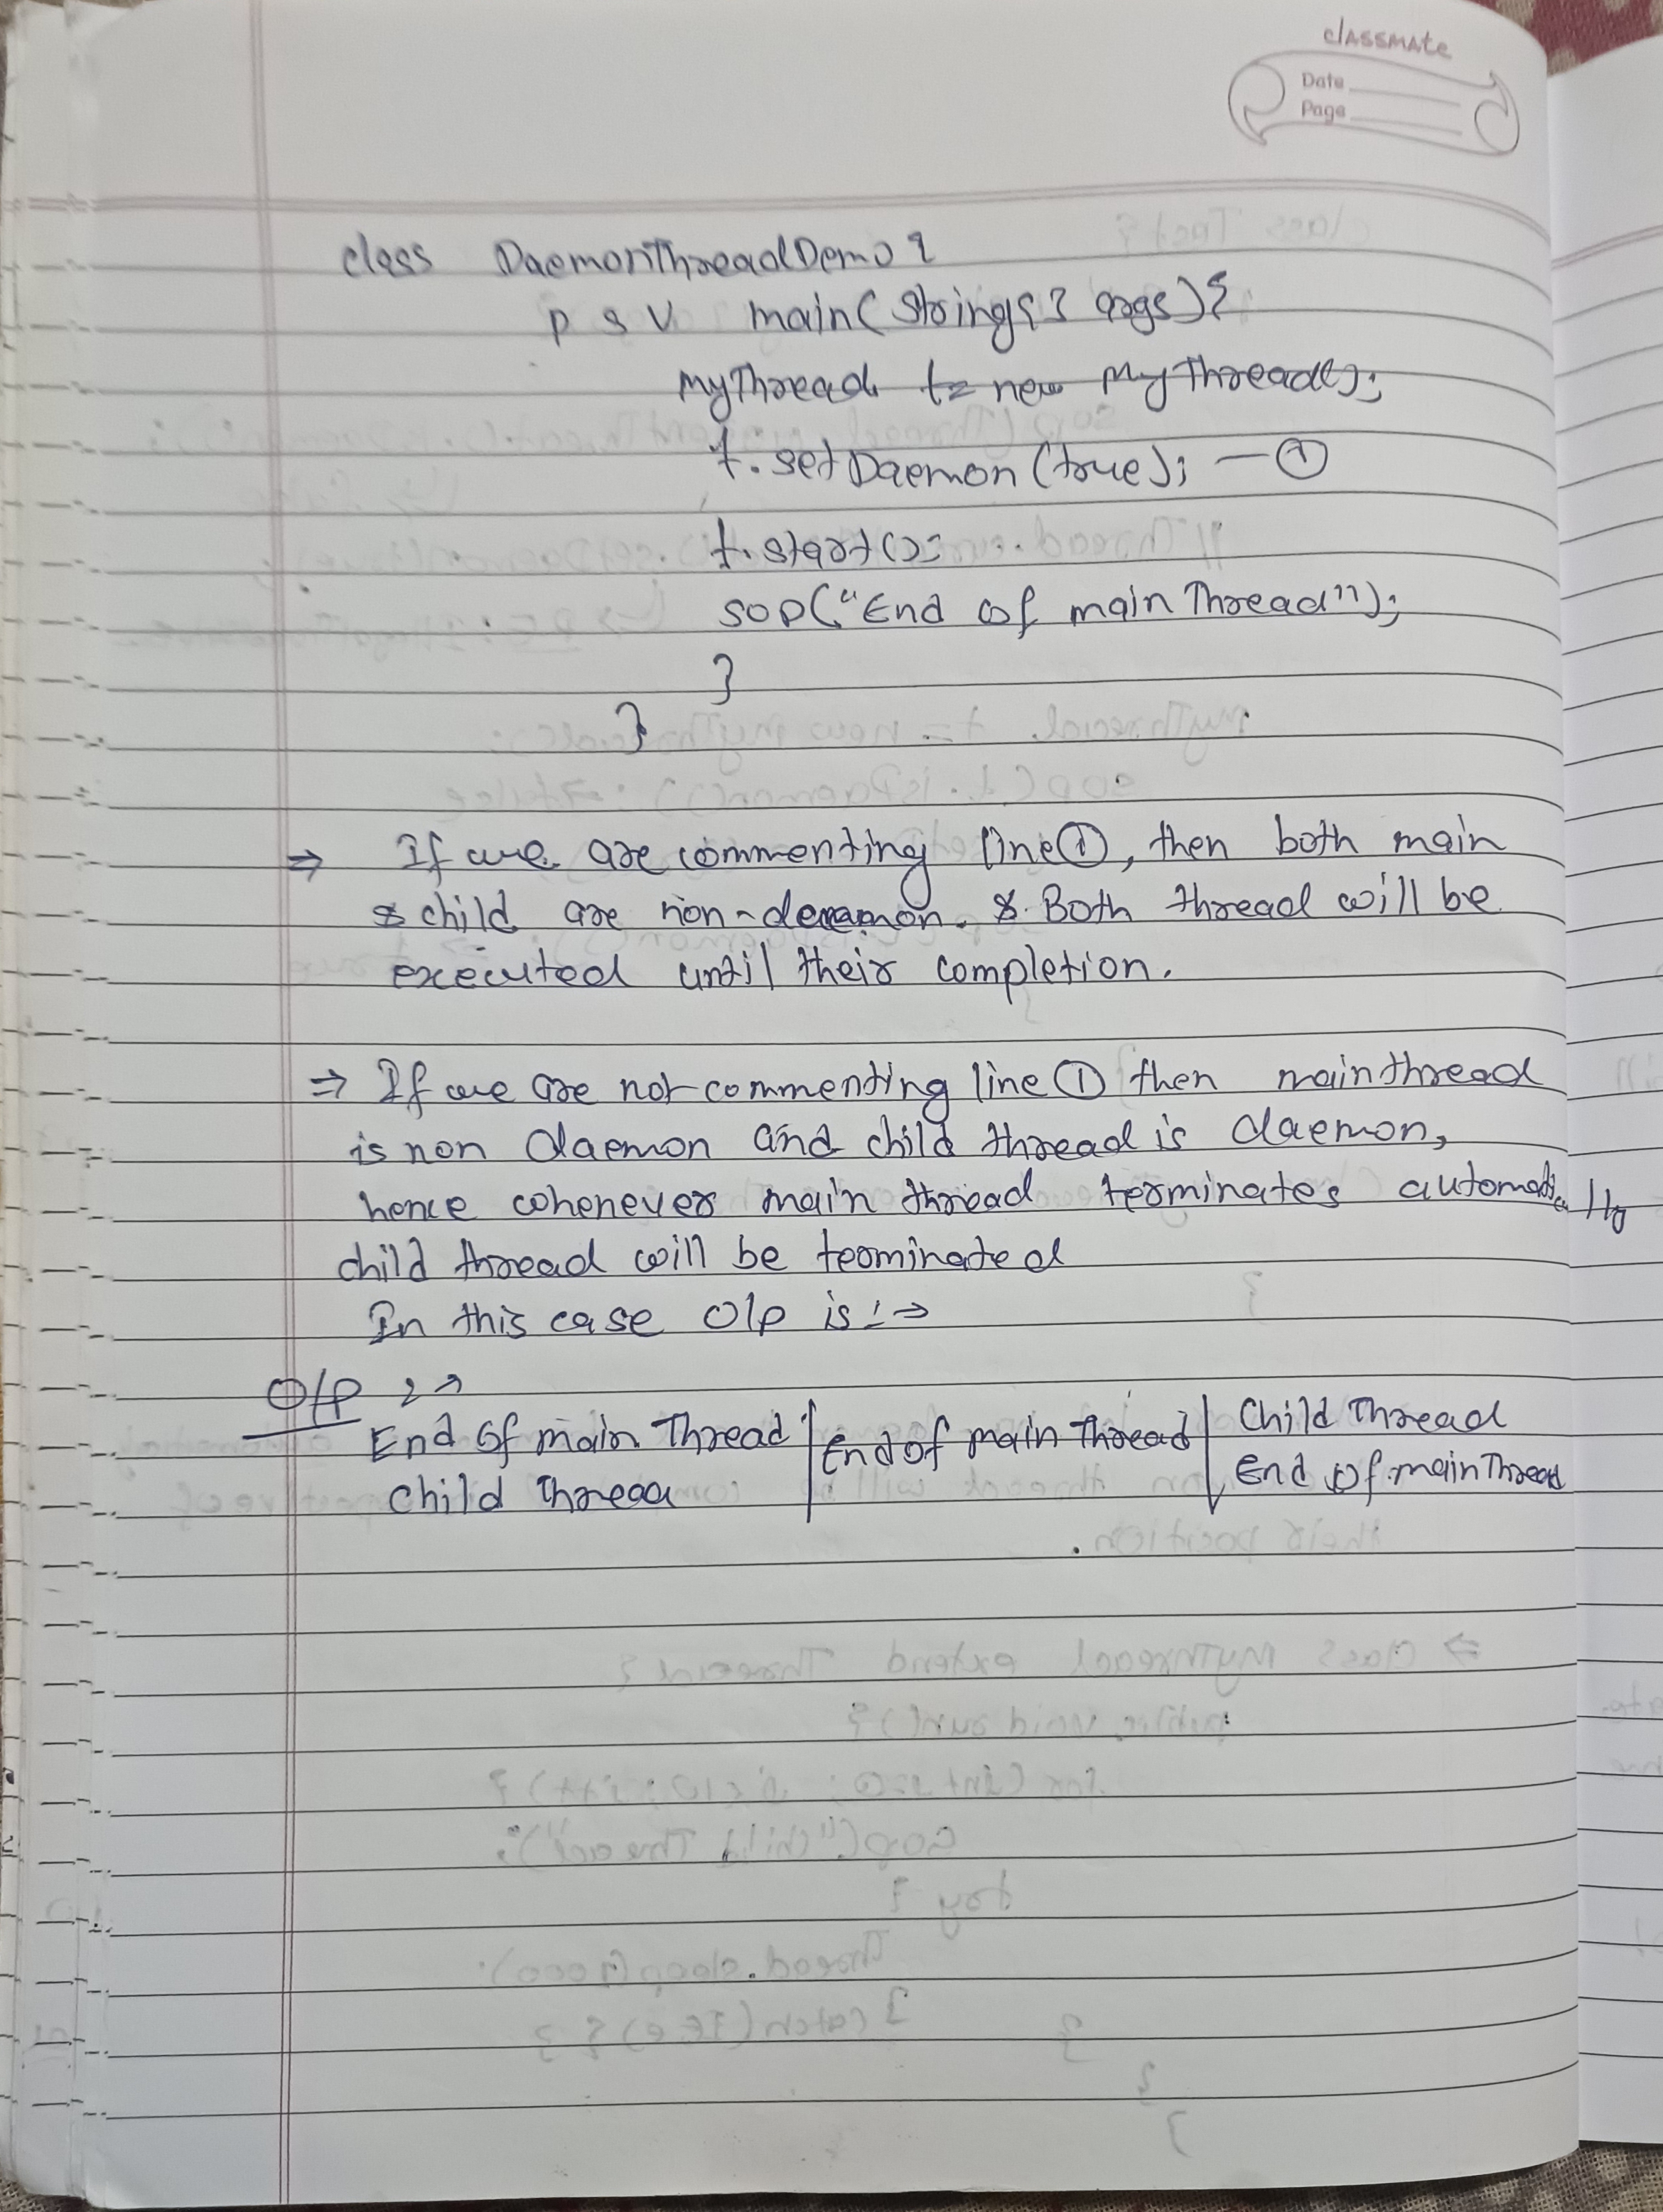 classmate
Date
Page
class DaemonThreadDemo {
p s v main(String[] args){
MyThread t= new MyThread();
t.setDaemon(true); — ①
t.start();
sop("End of main Thread");
}
}
⇒ If we are commenting line ①, then both main
& child are non-deramon. & Both thread will be
executed until their completion.
⇒ If we are not commenting line ① then main thread
is non daemon and child thread is daemon,
hence whenever main thread terminates automatically
child thread will be terminated
In this case O/p is :→
O/P :→
End of main Thread | End of main Thread | Child Thread
Child Thread | | End of main Thread